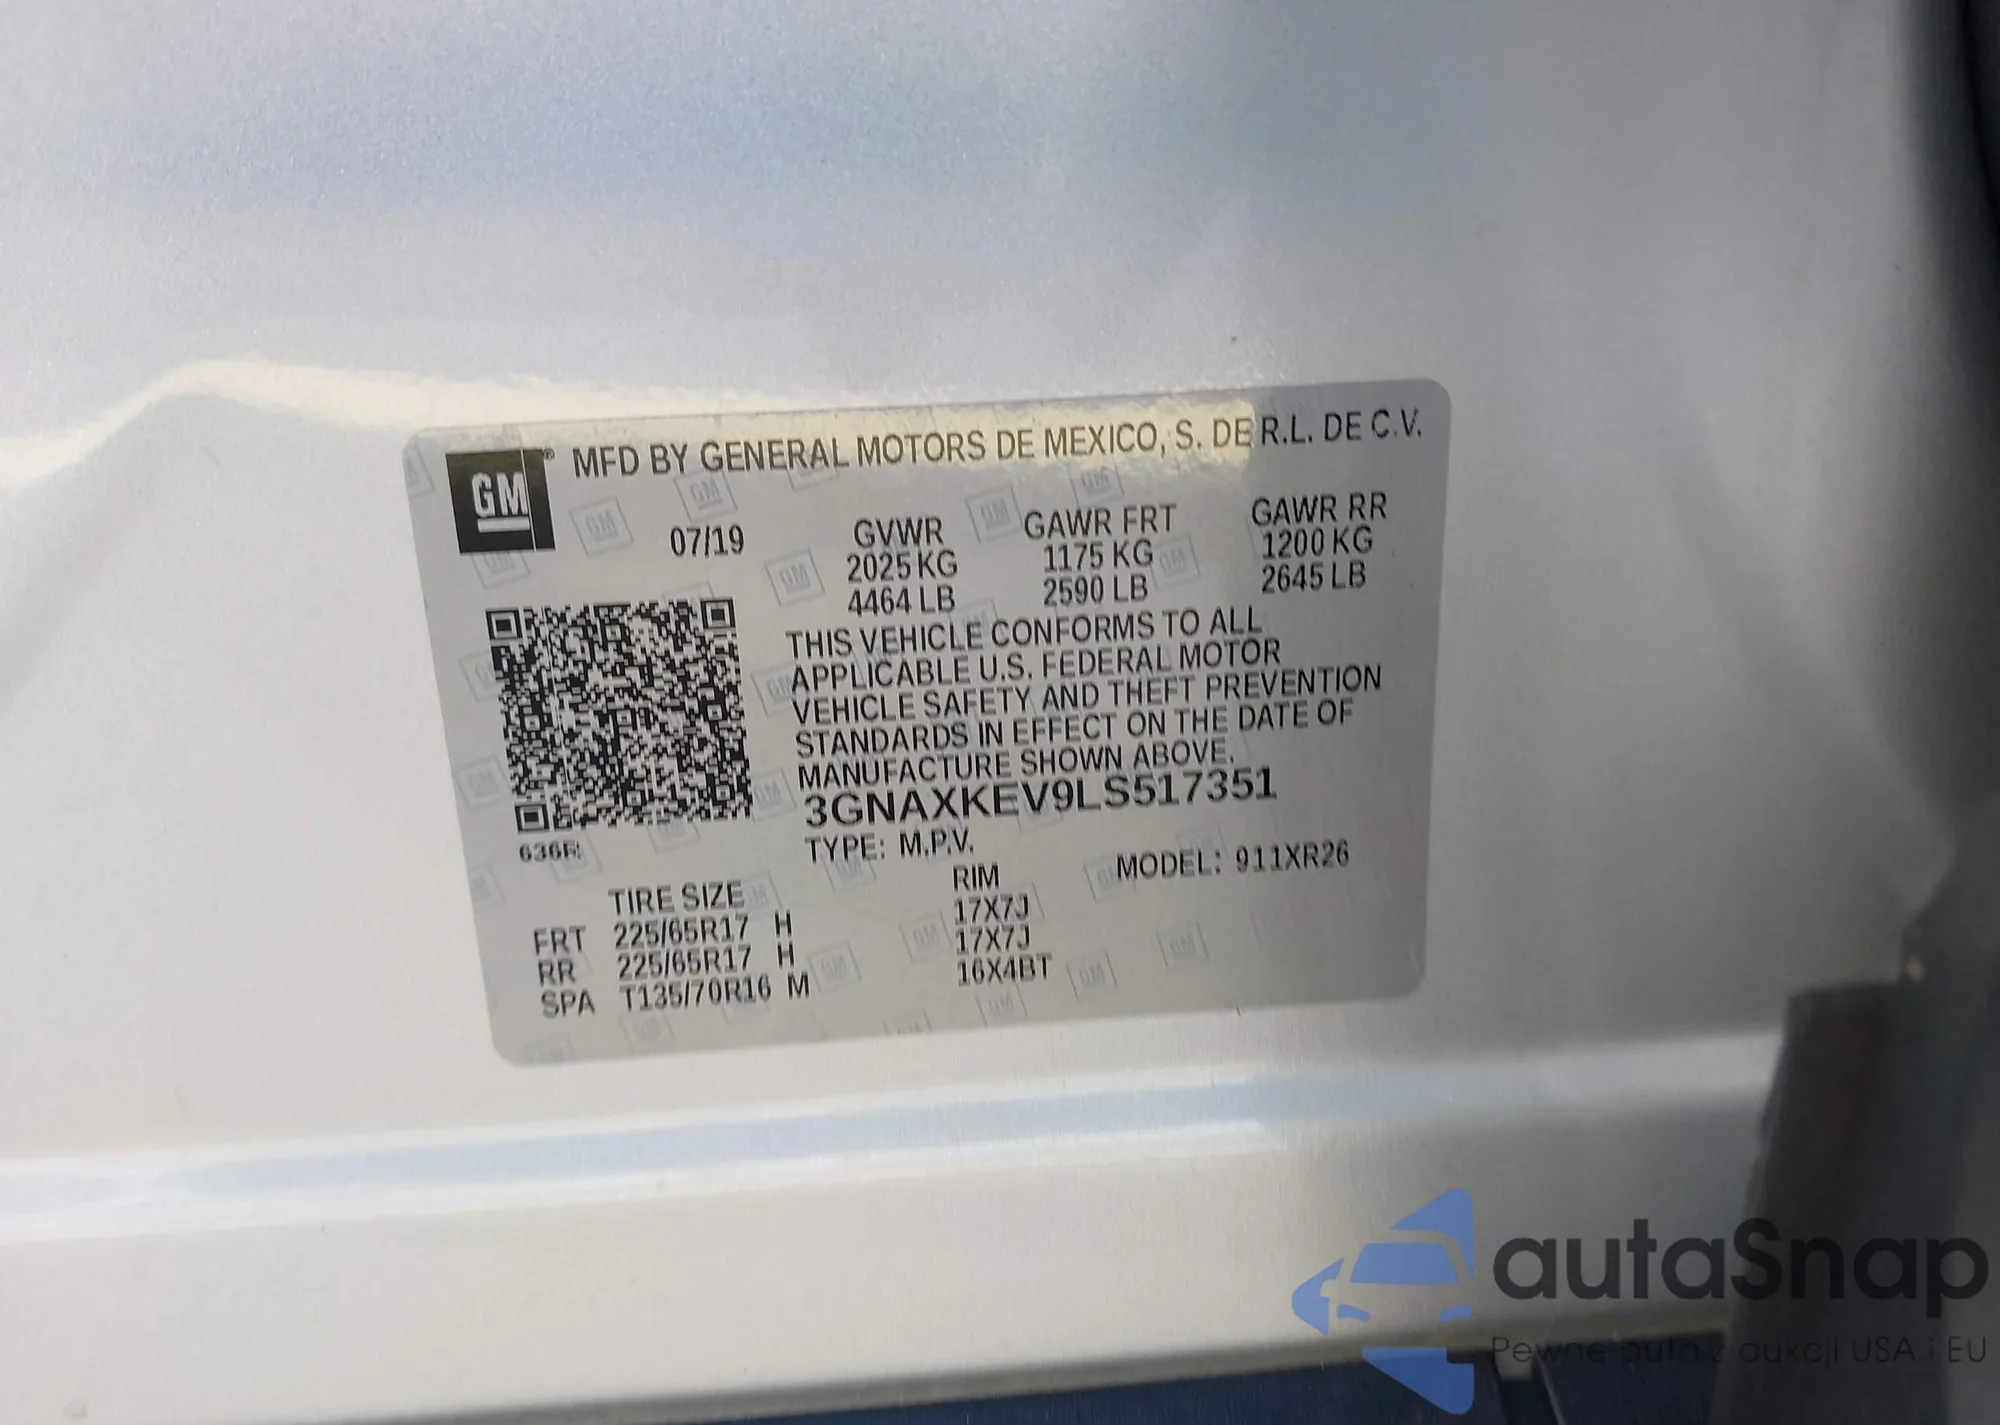 GM® MFD BY GENERAL MOTORS DE MEXICO, S. DE R.L. DE C.V.
07/19 GVWR GAWR FRT GAWR RR
2025 KG 1175 KG 1200 KG
4464 LB 2590 LB 2645 LB
THIS VEHICLE CONFORMS TO ALL
APPLICABLE U.S. FEDERAL MOTOR
VEHICLE SAFETY AND THEFT PREVENTION
STANDARDS IN EFFECT ON THE DATE OF
MANUFACTURE SHOWN ABOVE.
3GNAXKEV9LS517351
636R
TYPE: M.P.V. MODEL: 911XR26
TIRE SIZE RIM
FRT 225/65R17 H 17X7J
RR 225/65R17 H 17X7J
SPA T135/70R16 M 16X4BT
autaSnap
Pewne auta z aukcji USA i EU